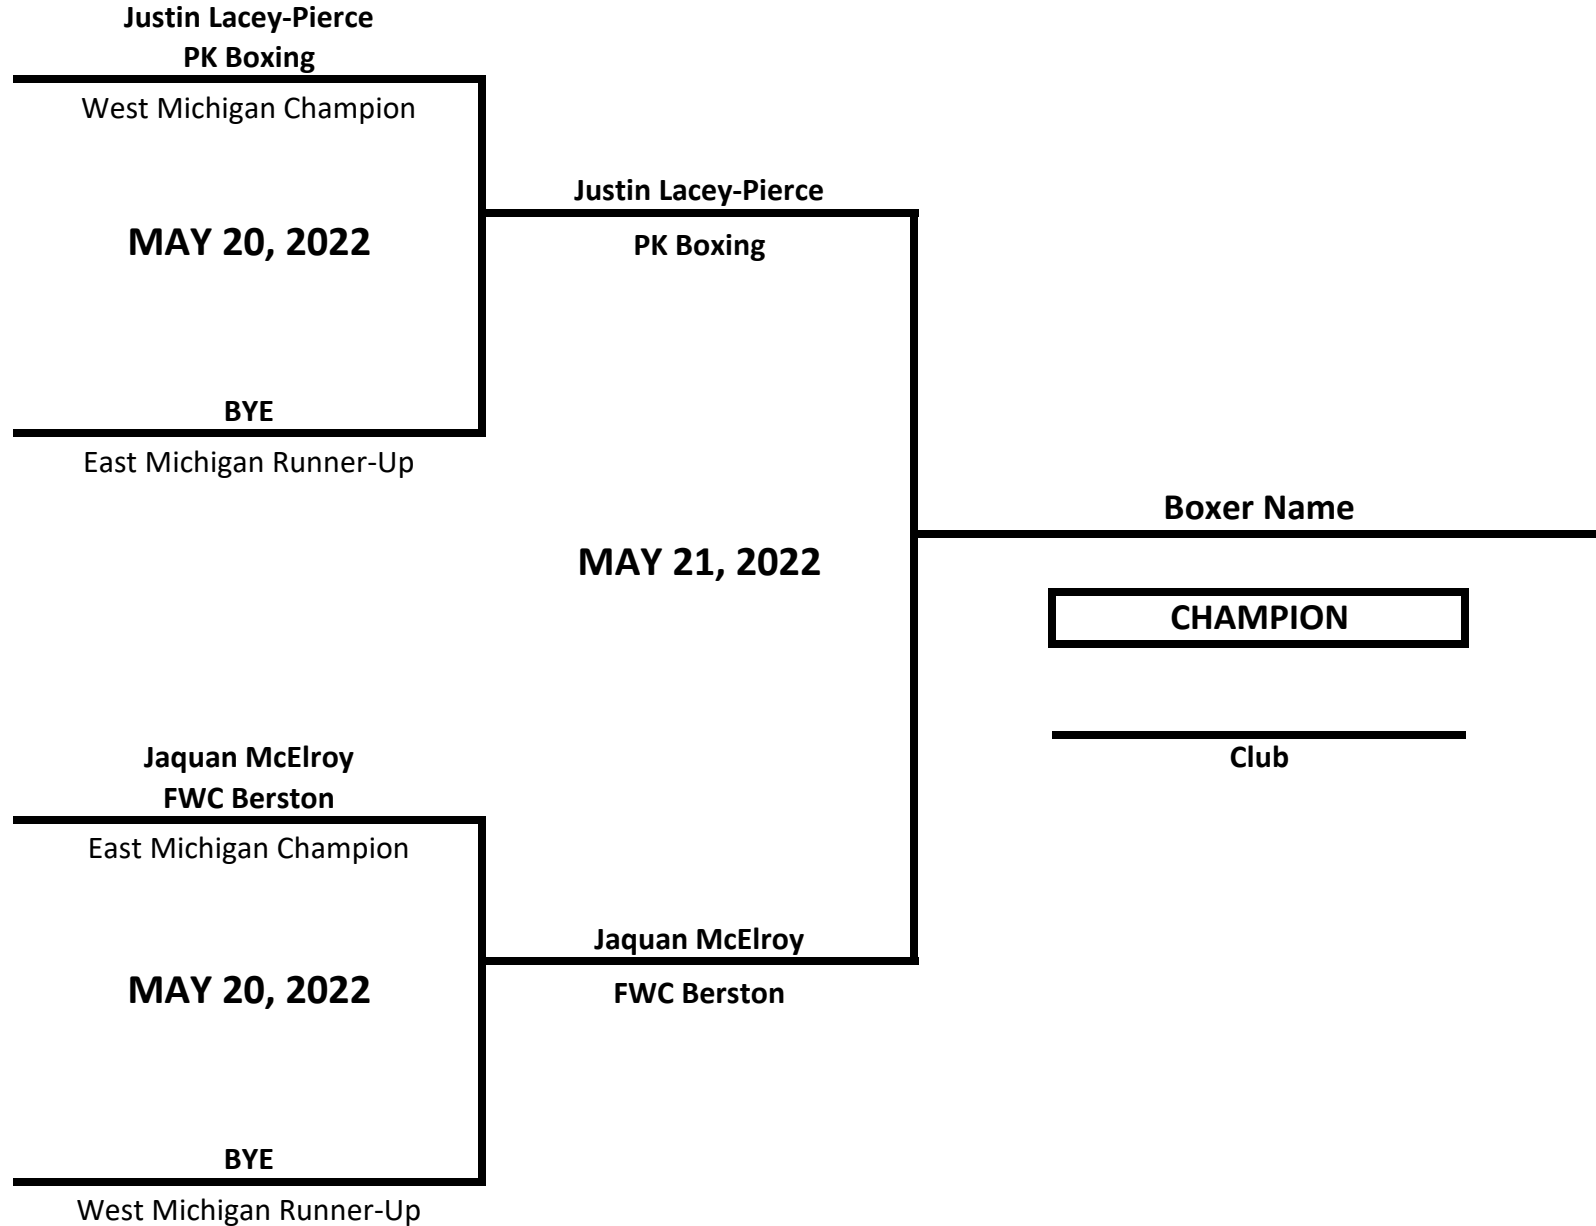 Justin Lacey-Pierce
PK Boxing
West Michigan Champion
MAY 20, 2022
BYE
East Michigan Runner-Up
Justin Lacey-Pierce
PK Boxing
MAY 21, 2022
Boxer Name
CHAMPION
Club
Jaquan McElroy
FWC Berston
East Michigan Champion
MAY 20, 2022
BYE
West Michigan Runner-Up
Jaquan McElroy
FWC Berston